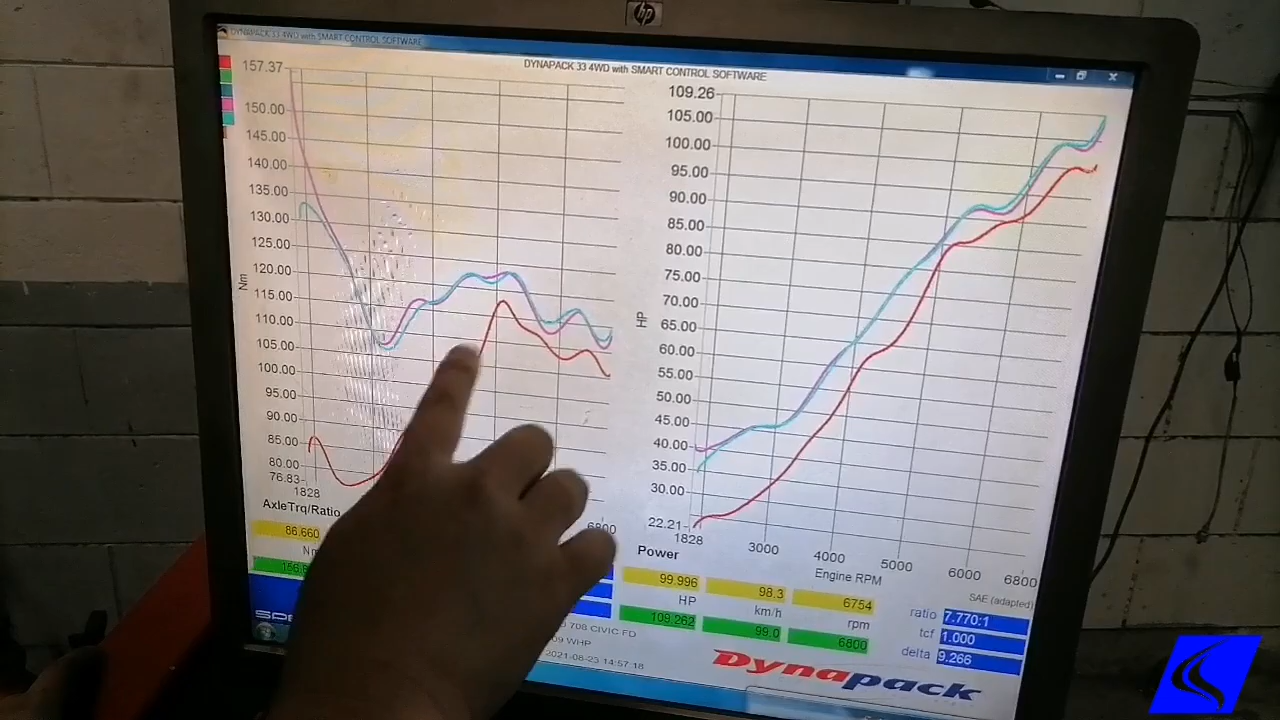 hp
DYNAPACK 33 4WD with SMART CONTROL SOFTWARE
DYNAPACK 33 4WD with SMART CONTROL SOFTWARE
157.37
150.00
145.00
140.00
135.00
130.00
125.00
120.00
115.00
110.00
105.00
100.00
95.00
90.00
85.00
80.00
76.83
Nm
1828
6800
AxleTrq/Ratio
86.660
109.26
105.00
100.00
95.00
90.00
85.00
80.00
75.00
70.00
65.00
60.00
55.00
50.00
45.00
40.00
35.00
30.00
22.21
HP
1828
3000
4000
5000
6000
6800
Power
Engine RPM
SAE (adapted)
99.996
98.3
6754
HP
km/h
rpm
109.262
99.0
6800
ratio 7.770:1
tcf 1.000
delta 9.266
708 CIVIC FD
09 WHP
2021-08-23 14:57:18
Dynapack